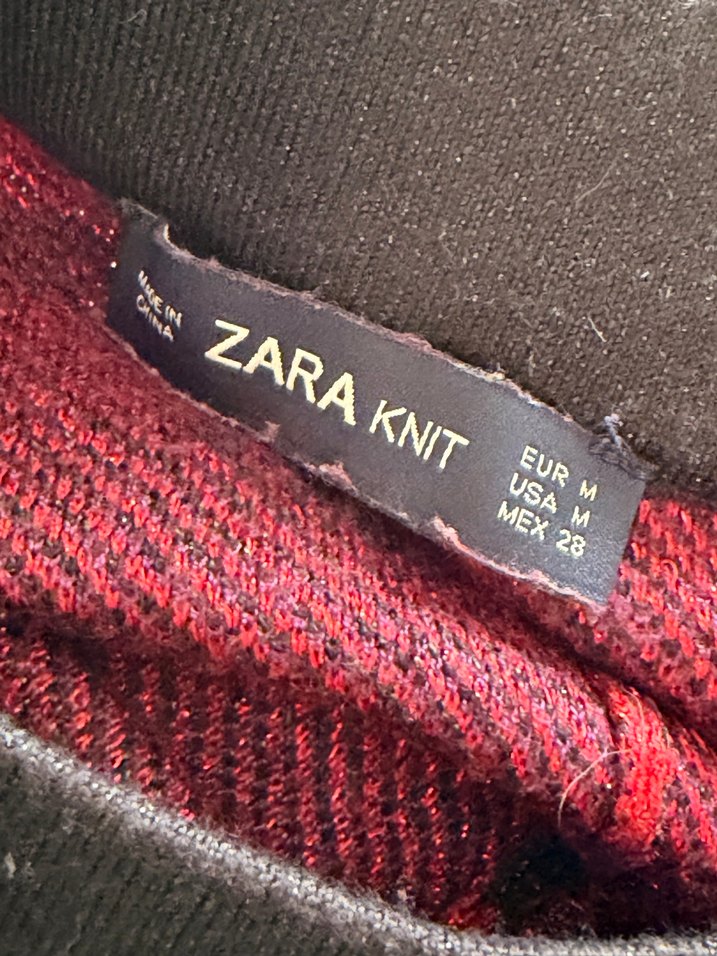 MADE IN
CHINA
ZARA KNIT
EUR M
USA M
MEX 28